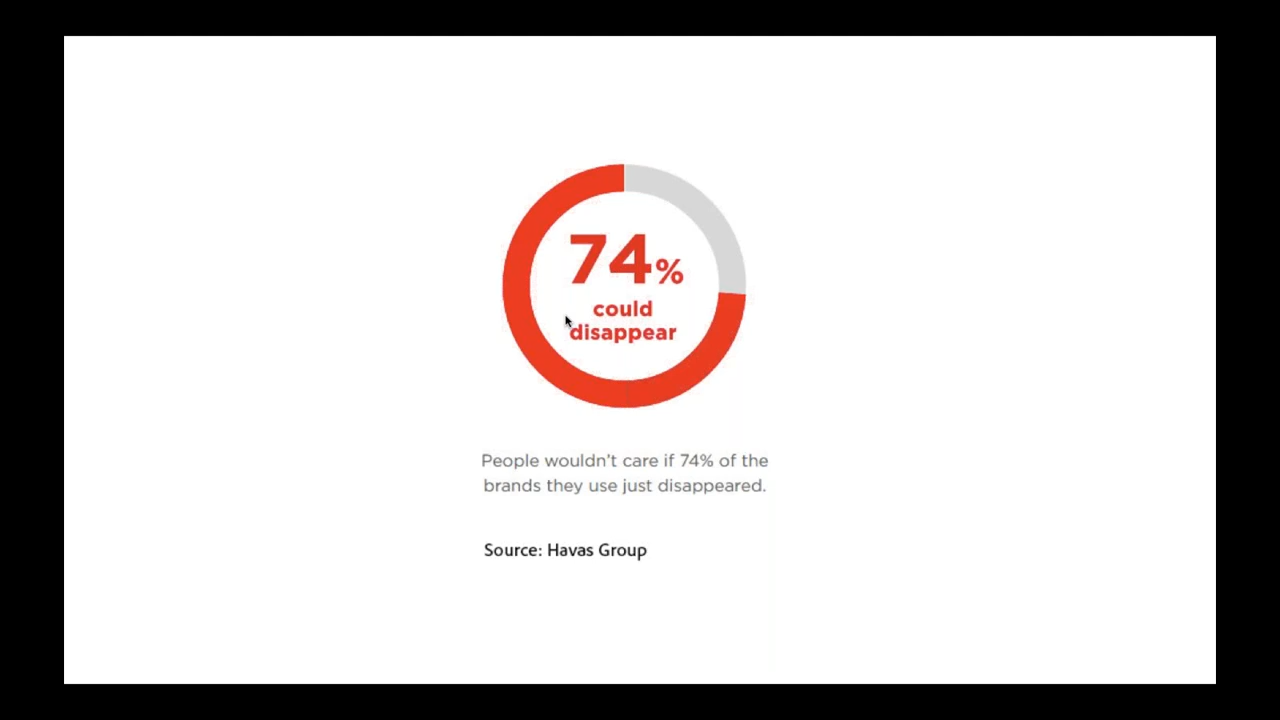 74%
could
disappear
People wouldn't care if 74% of the
brands they use just disappeared.
Source: Havas Group